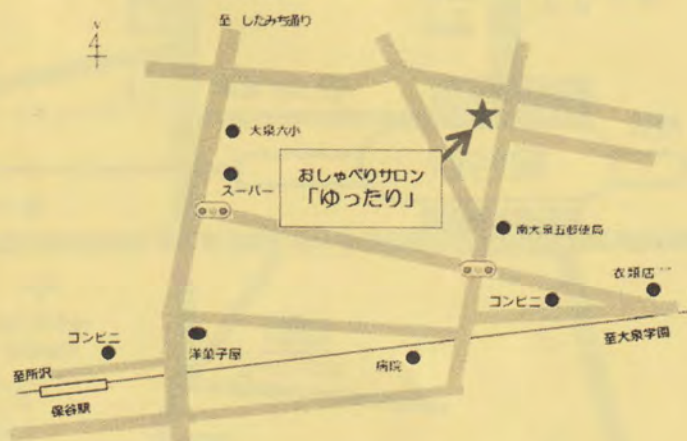 至 したみち通り
N
4
大泉六小
スーパー
おしゃべりサロン
「ゆったり」
南大泉五郵便局
衣類店
コンビニ
コンビニ
洋菓子屋
病院
至大泉学園
至所沢
保谷駅